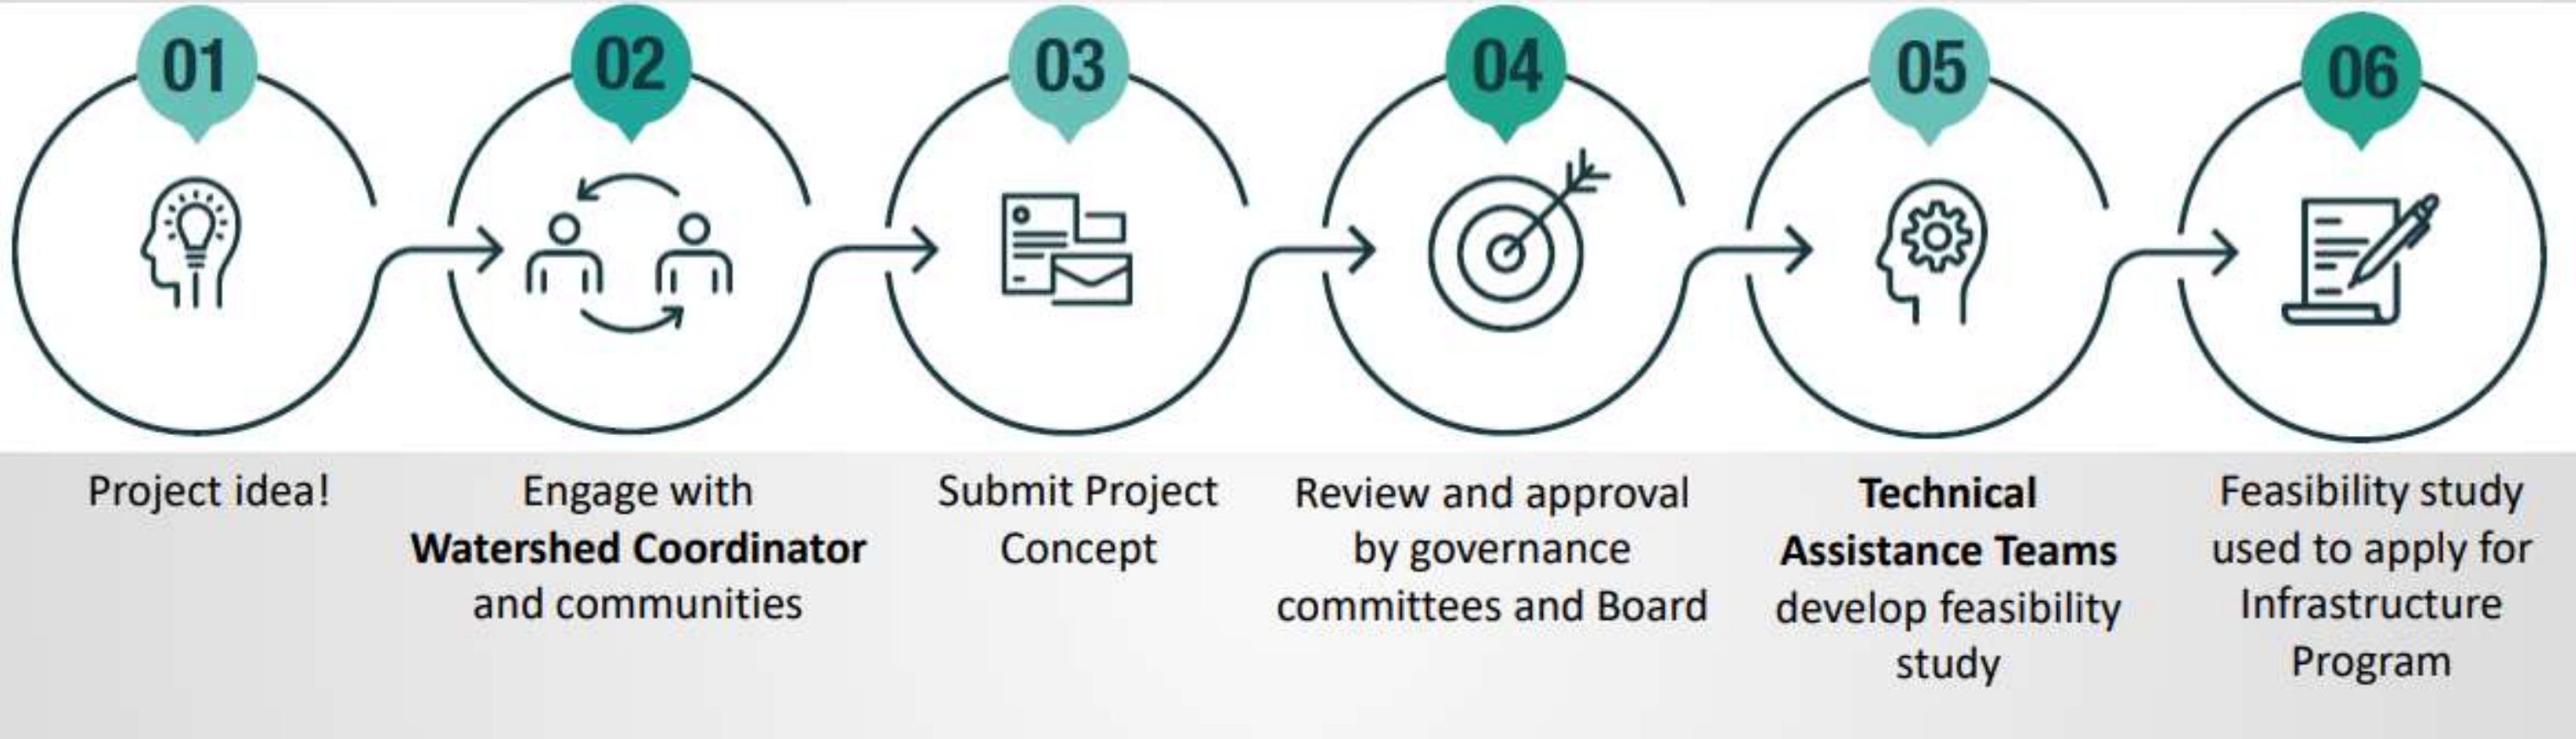 01
02
03
04
05
06
Project idea!
Engage with
Watershed Coordinator
and communities
Submit Project
Concept
Review and approval
by governance
committees and Board
Technical
Assistance Teams
develop feasibility
study
Feasibility study
used to apply for
Infrastructure
Program